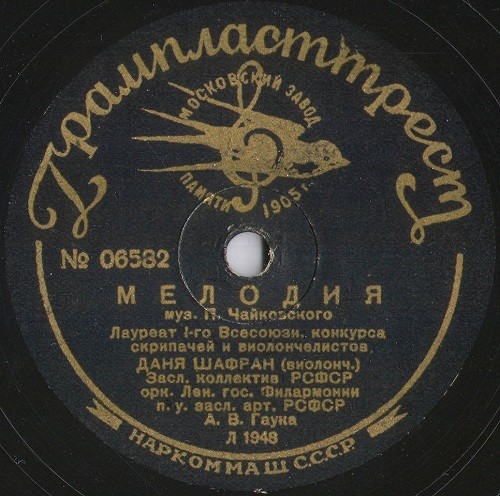 Грампласттрест
МОСКОВСКИЙ ЗАВОД
ПАМЯТИ 1905 г.
№ 06582
МЕЛОДИЯ
муз. П. Чайковского
Лауреат I-го Всесоюзн. конкурса
скрипачей и виолончелистов
ДАНЯ ШАФРАН (виолонч.)
Засл. коллектив РСФСР
орк. Лен. гос. Филармонии
п. у. засл. арт. РСФСР
А. В. Гаука
Л 1948
НАРКОММАШ С.С.С.Р.